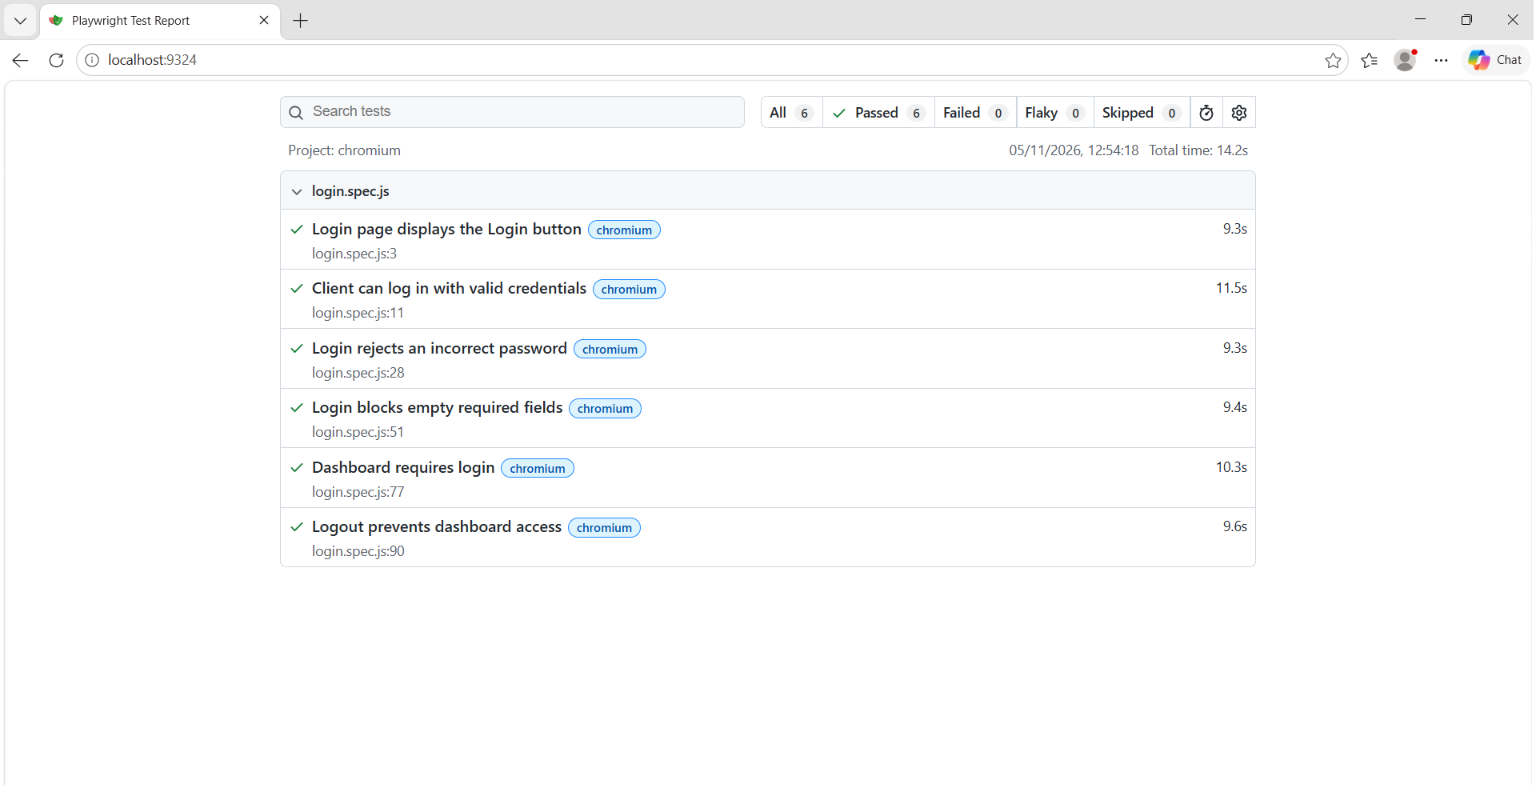 Playwright Test Report
localhost:9324
Chat
Search tests
All 6 Passed 6 Failed 0 Flaky 0 Skipped 0
Project: chromium
05/11/2026, 12:54:18 Total time: 14.2s
login.spec.js
Login page displays the Login button chromium 9.3s
login.spec.js:3
Client can log in with valid credentials chromium 11.5s
login.spec.js:11
Login rejects an incorrect password chromium 9.3s
login.spec.js:28
Login blocks empty required fields chromium 9.4s
login.spec.js:51
Dashboard requires login chromium 10.3s
login.spec.js:77
Logout prevents dashboard access chromium 9.6s
login.spec.js:90